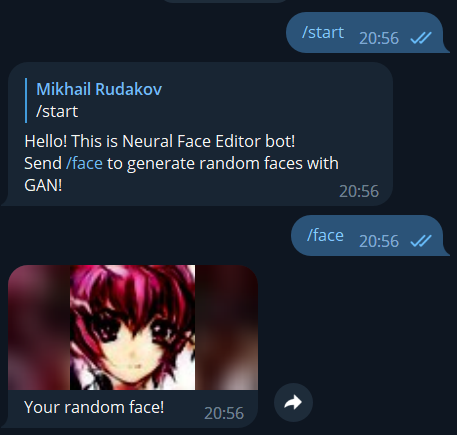 /start 20:56
Mikhail Rudakov
/start
Hello! This is Neural Face Editor bot!
Send /face to generate random faces with
GAN!
20:56
/face 20:56
Your random face! 20:56